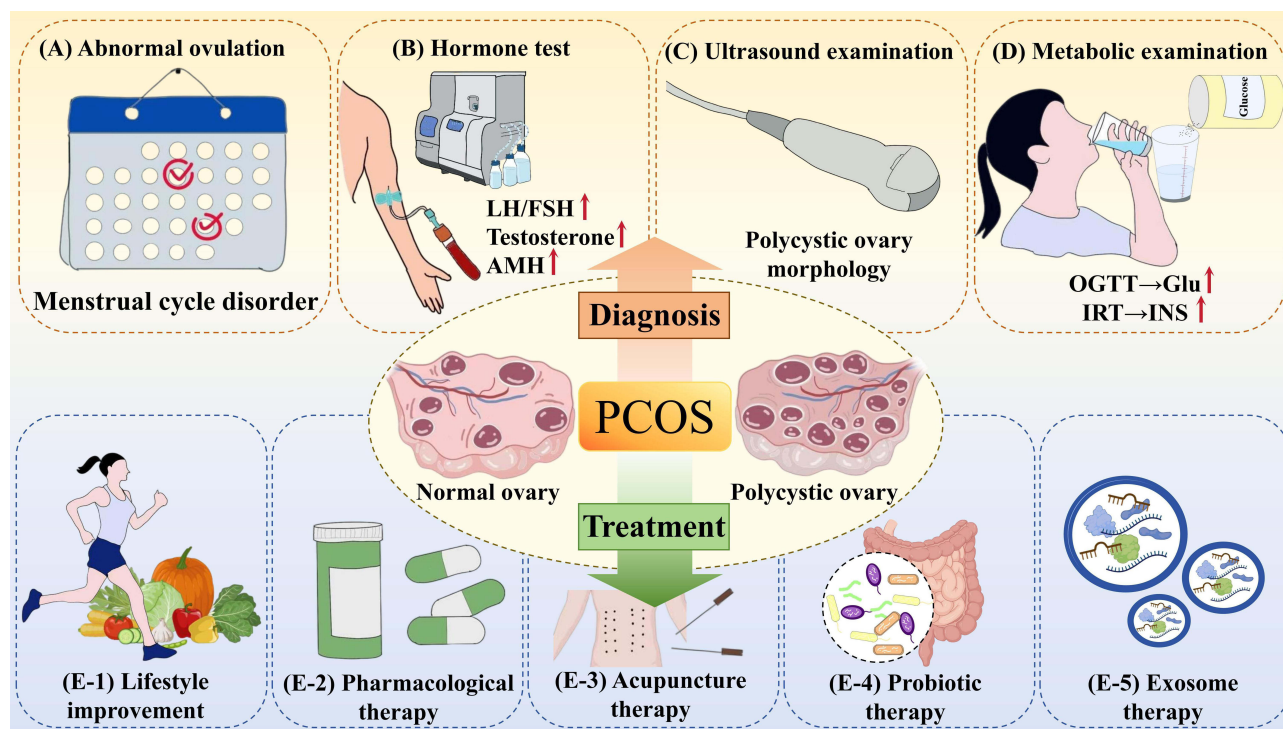 (A) Abnormal ovulation
Menstrual cycle disorder
(B) Hormone test
LH/FSH ↑
Testosterone ↑
AMH ↑
(C) Ultrasound examination
Polycystic ovary
morphology
(D) Metabolic examination
Glucose
OGTT→Glu ↑
IRT→INS ↑
Diagnosis
PCOS
Normal ovary
Polycystic ovary
Treatment
(E-1) Lifestyle
improvement
(E-2) Pharmacological
therapy
(E-3) Acupuncture
therapy
(E-4) Probiotic
therapy
(E-5) Exosome
therapy